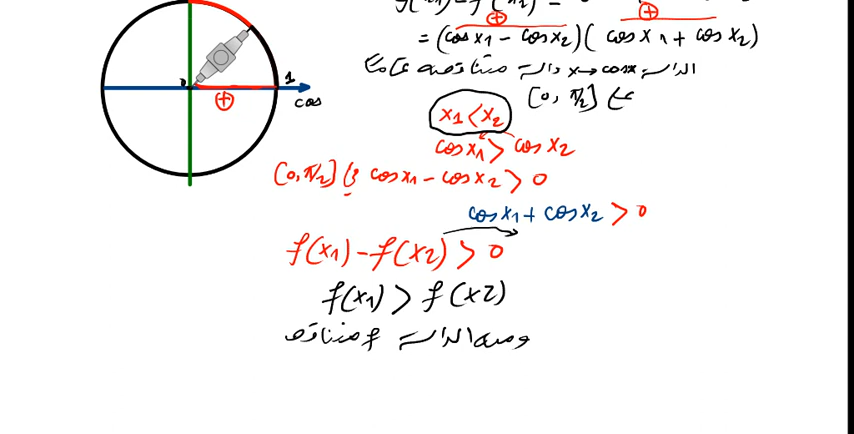 = (cos x1 − cos x2)( cos x1 + cos x2)
الدالة x→cosx دالة متناقصة
على [0, π/2]
x1 < x2
cos x1 > cos x2
cos x1 − cos x2 > 0 في [0, π/2]
cos x1 + cos x2 > 0
f(x1) − f(x2) > 0
f(x1) > f(x2)
ومنه الدالة f متناقصة
0 1
cos